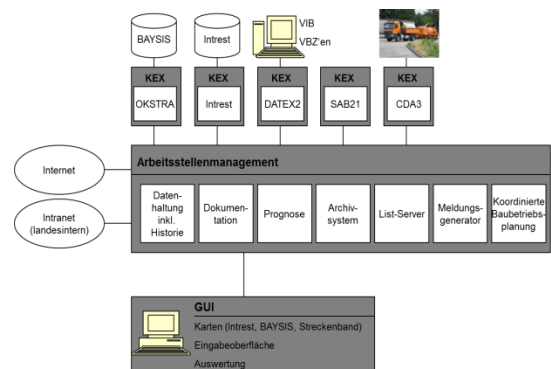 BAYSIS
Intrest
VIB
VBZ'en
KEX
KEX
KEX
KEX
KEX
OKSTRA
Intrest
DATEX2
SAB21
CDA3
Internet
Intranet
(landesintern)
Arbeitsstellenmanagement
Daten-
haltung
inkl.
Historie
Dokumen-
tation
Prognose
Archiv-
system
List-Server
Meldungs-
generator
Koordinierte
Baubetriebs-
planung
GUI
Karten (Intrest, BAYSIS, Streckenband)
Eingabeoberfläche
Auswertung